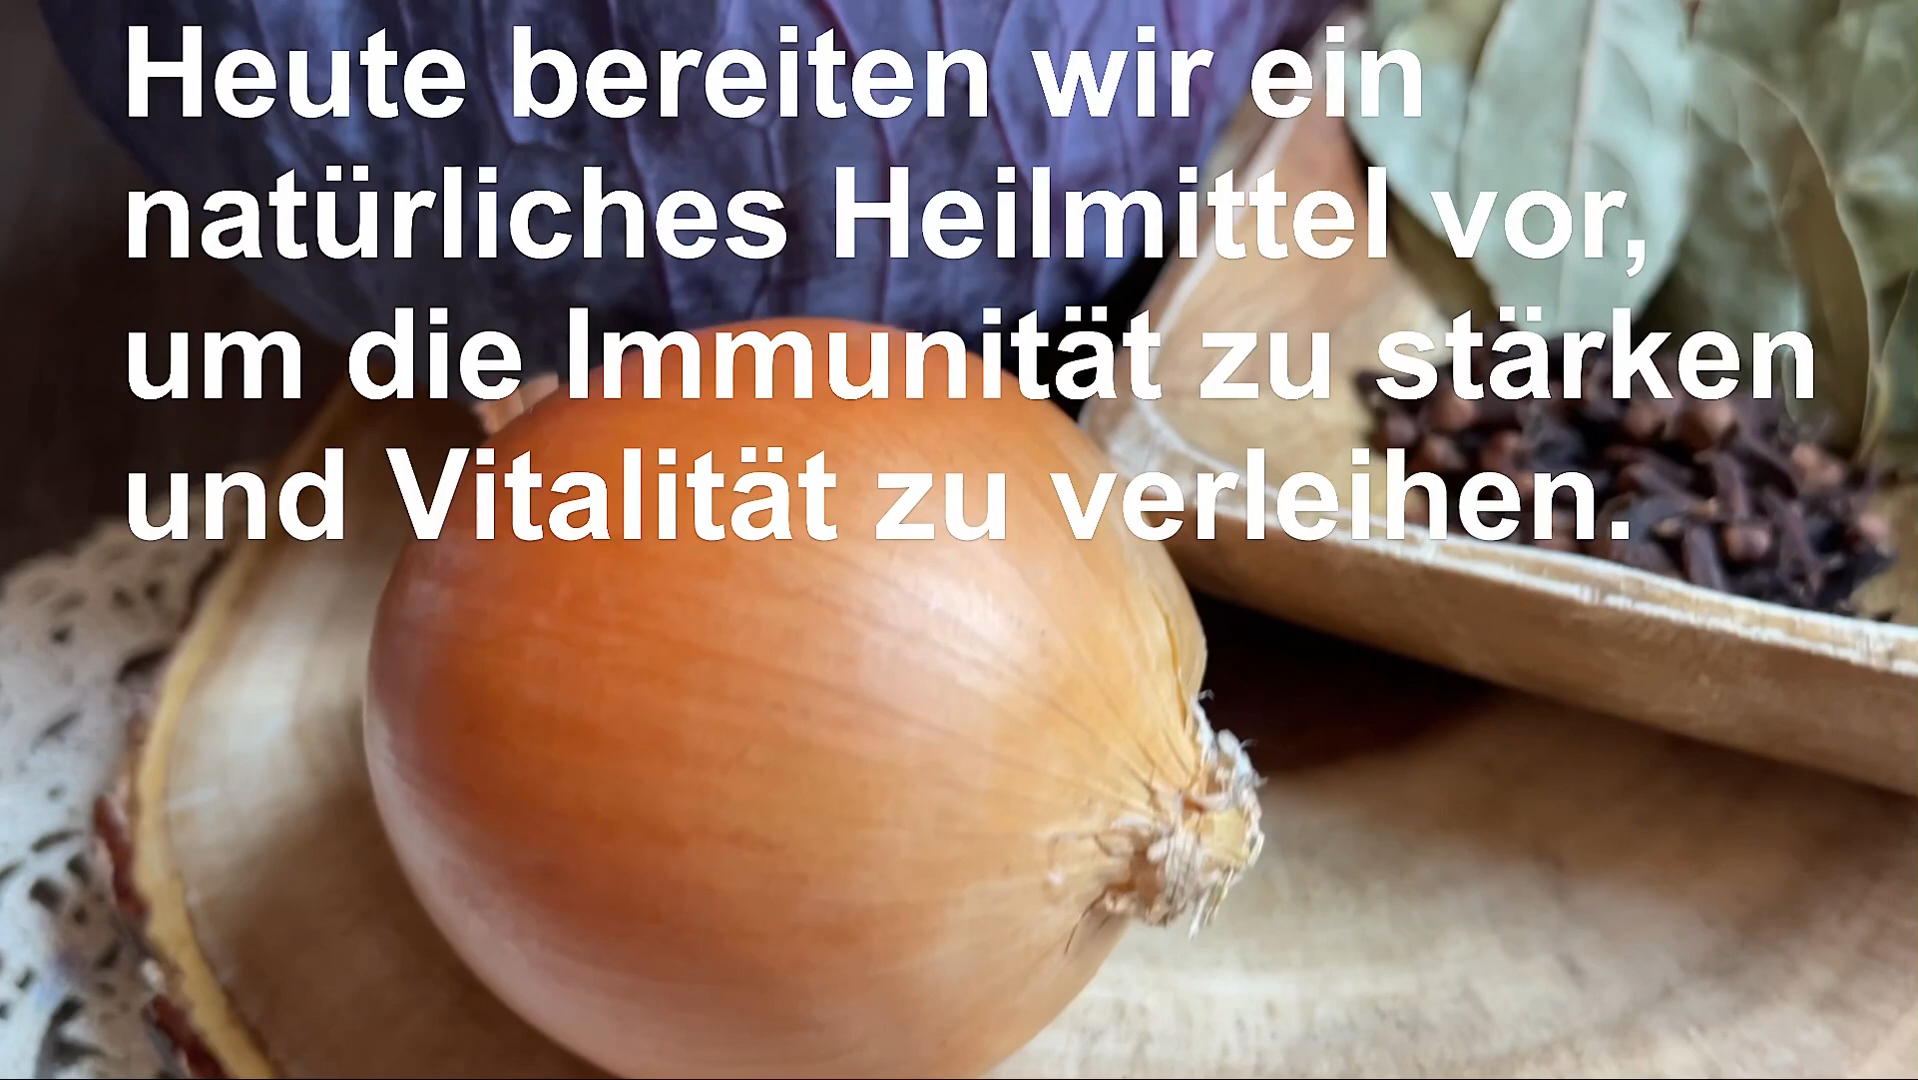 Heute bereiten wir ein
natürliches Heilmittel vor,
um die Immunität zu stärken
und Vitalität zu verleihen.